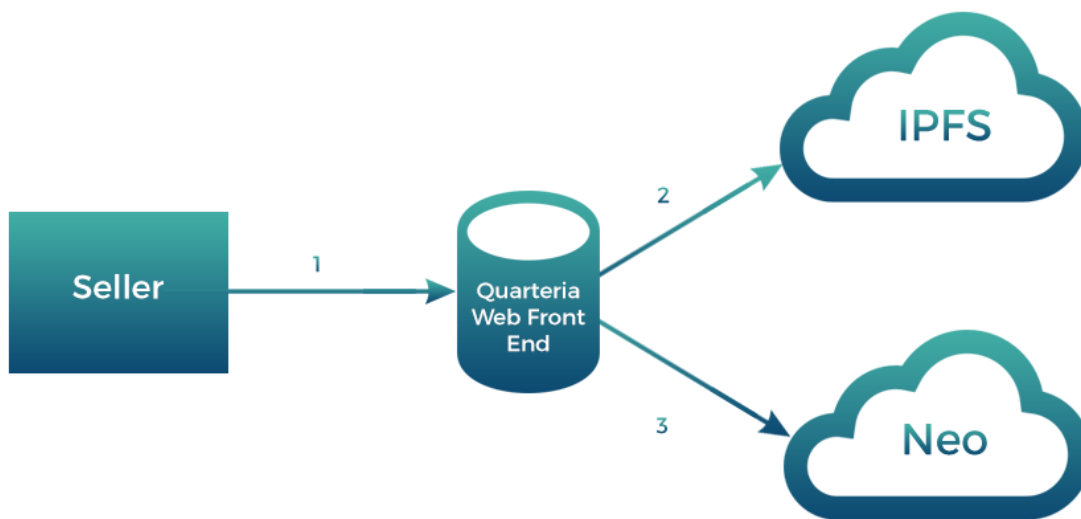 IPFS
2
1
Seller
Quarteria
Web Front
End
3
Neo